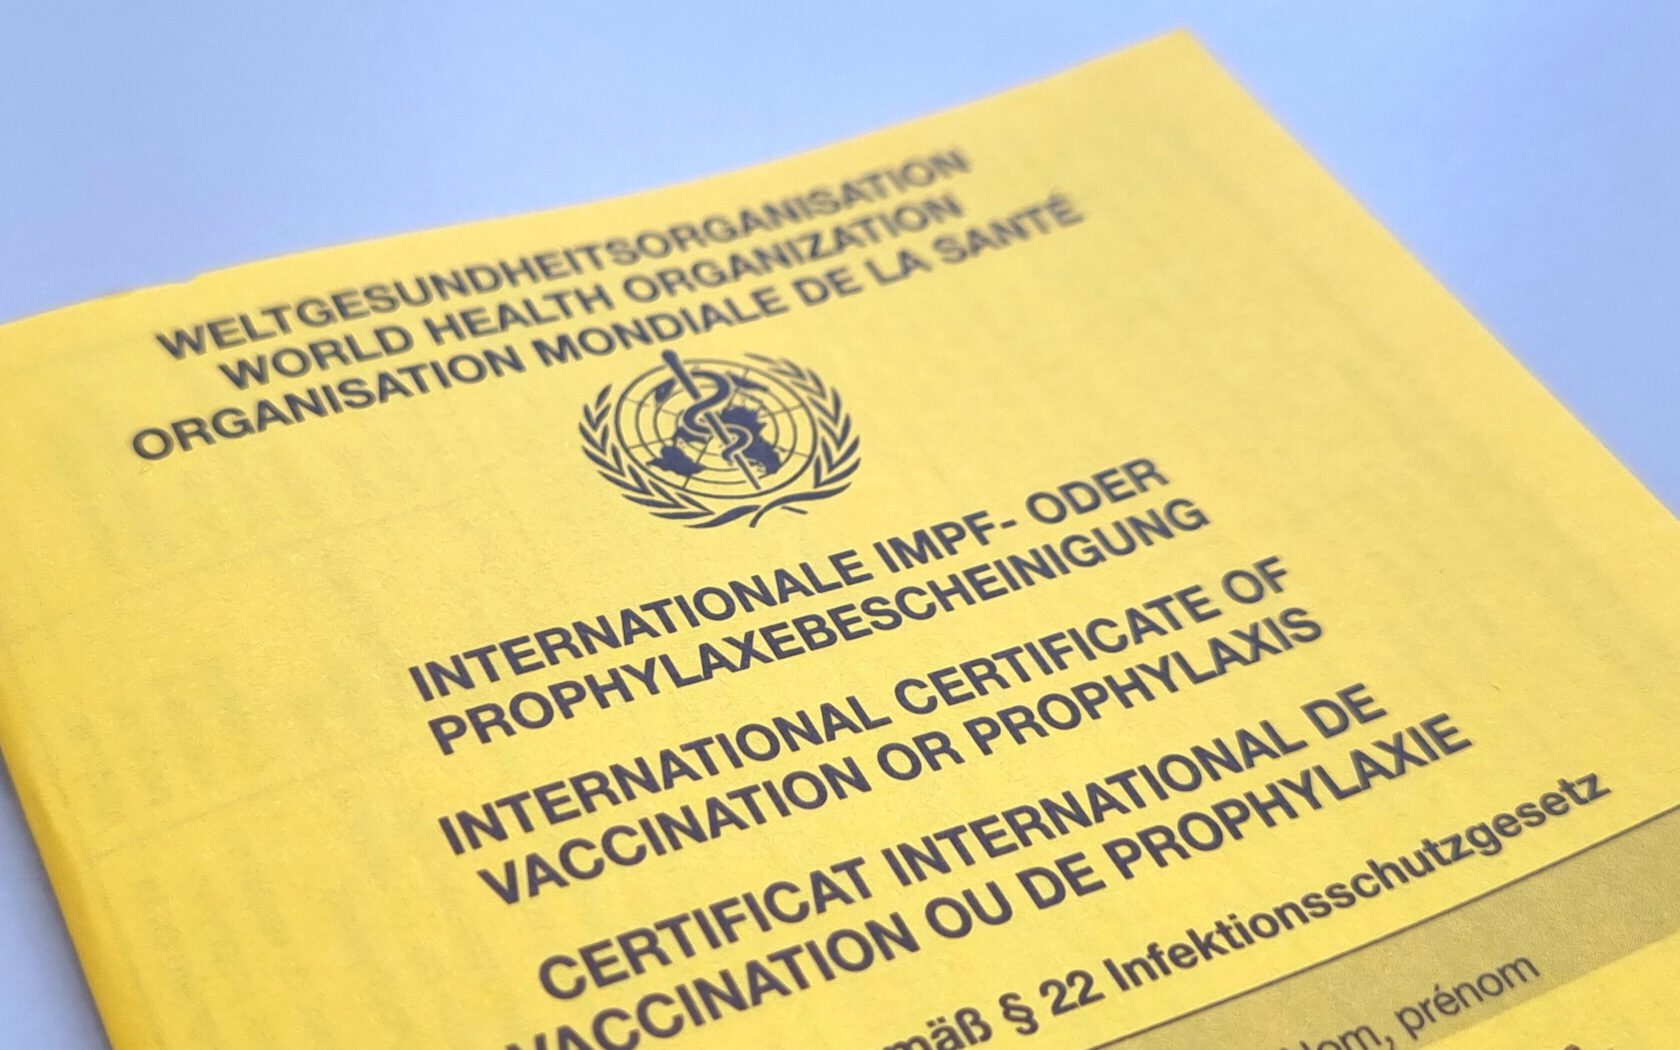 WELTGESUNDHEITSORGANISATION
WORLD HEALTH ORGANIZATION
ORGANISATION MONDIALE DE LA SANTÉ
INTERNATIONALE IMPF- ODER
PROPHYLAXEBESCHEINIGUNG
INTERNATIONAL CERTIFICATE OF
VACCINATION OR PROPHYLAXIS
CERTIFICAT INTERNATIONAL DE
VACCINATION OU DE PROPHYLAXIE
§ 22 Infektionsschutzgesetz
prénom